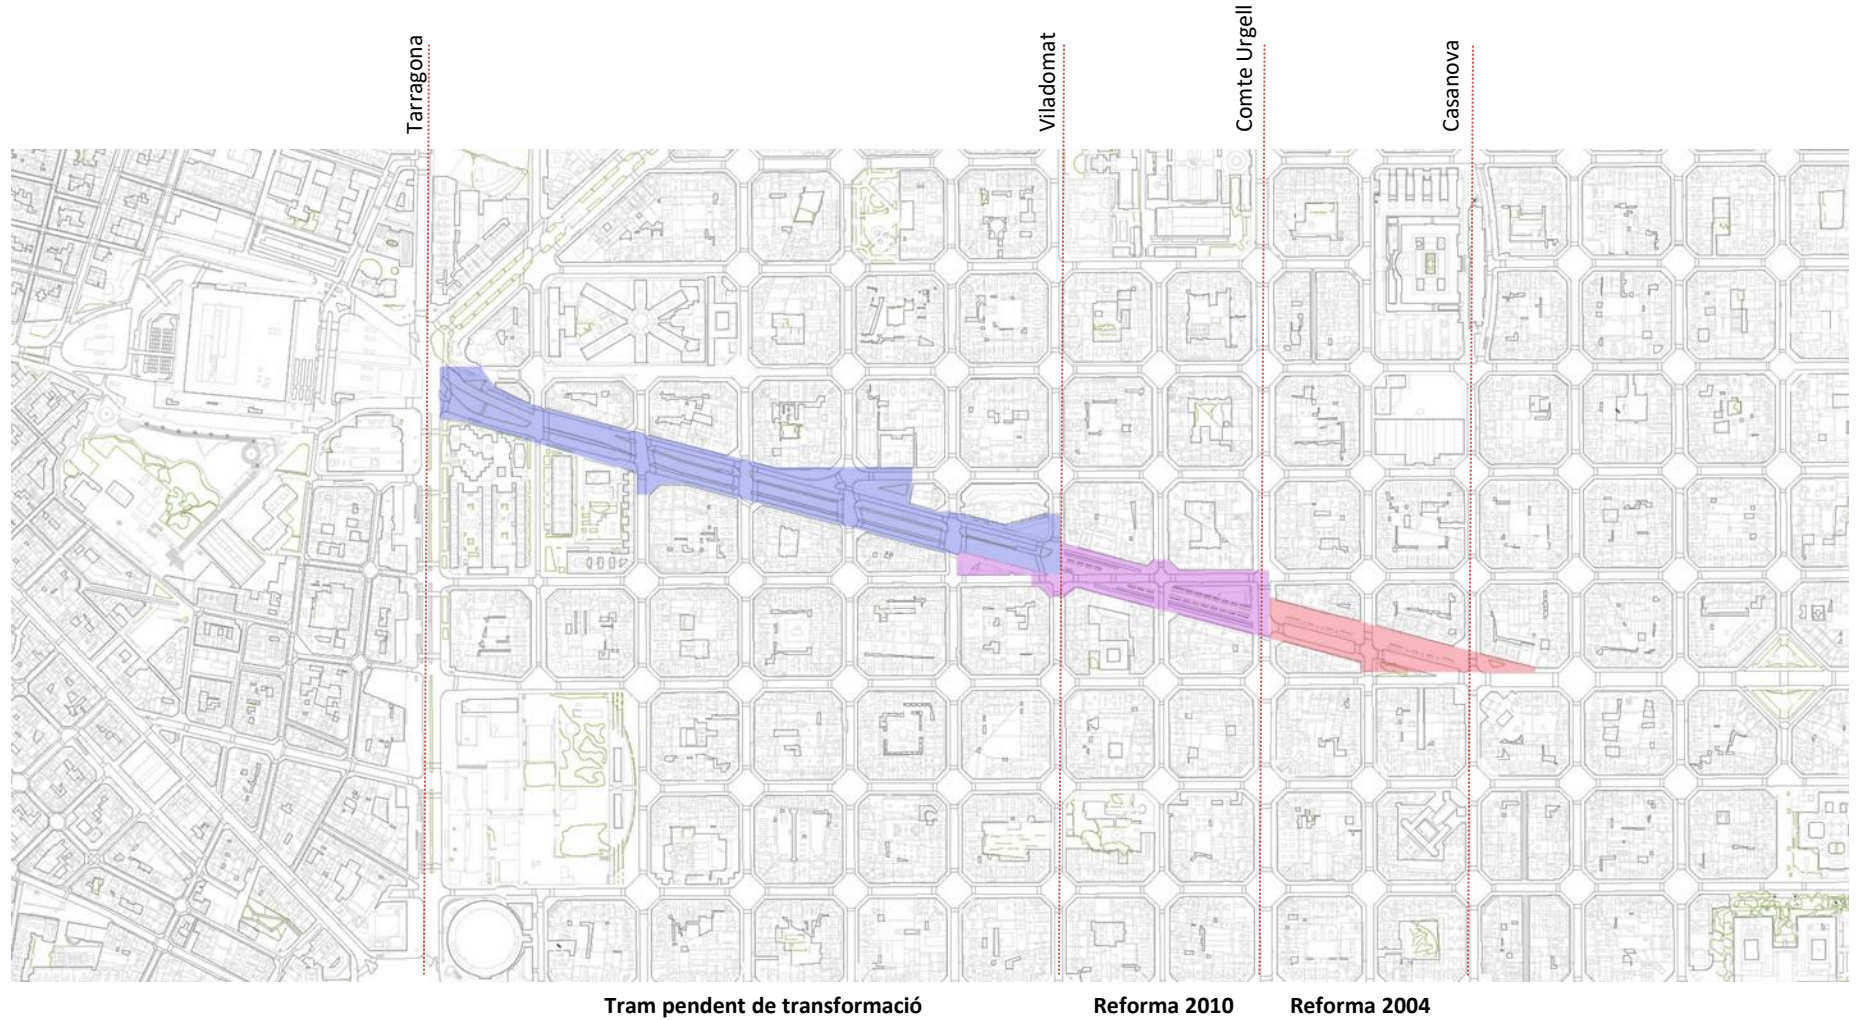 Tarragona
Viladomat
Comte Urgell
Casanova
Tram pendent de transformació
Reforma 2010
Reforma 2004